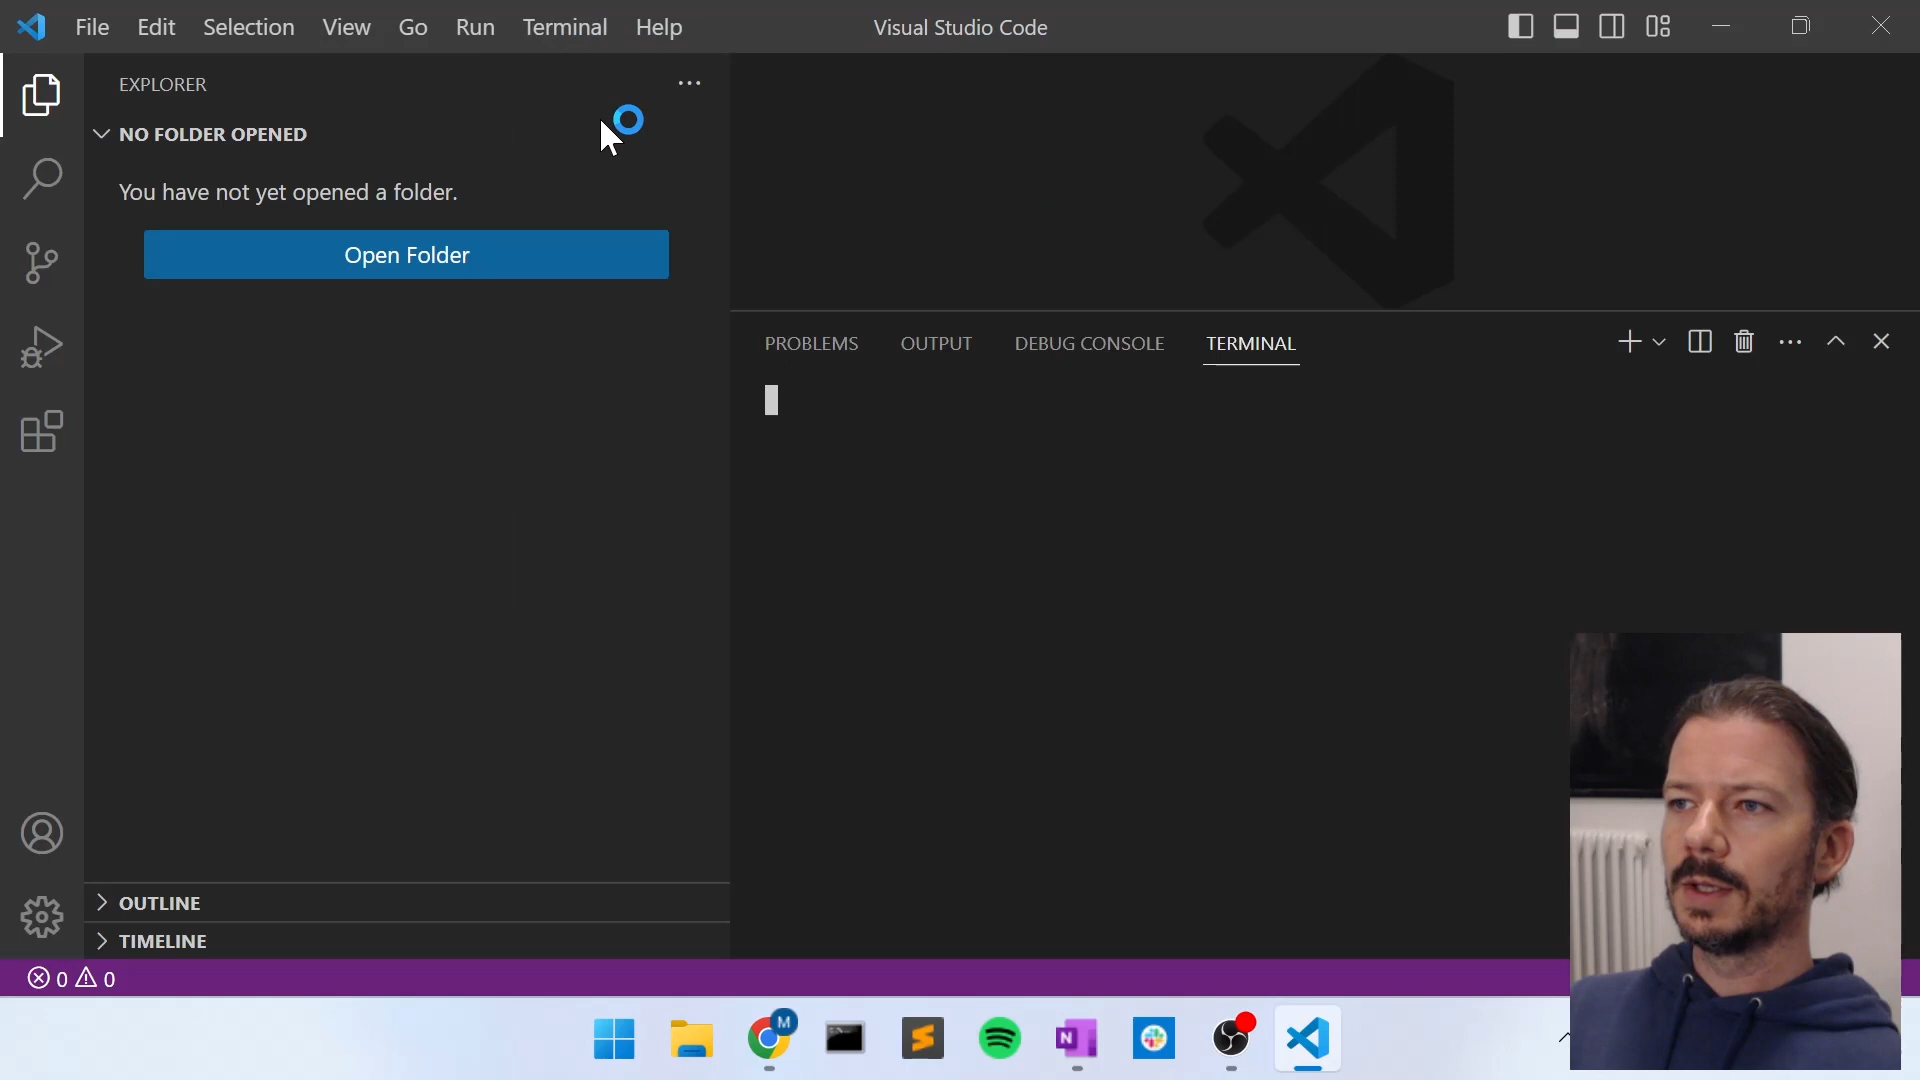 File Edit Selection View Go Run Terminal Help Visual Studio Code
EXPLORER
NO FOLDER OPENED
You have not yet opened a folder.
Open Folder
PROBLEMS OUTPUT DEBUG CONSOLE TERMINAL
OUTLINE
TIMELINE
0 0
M
N